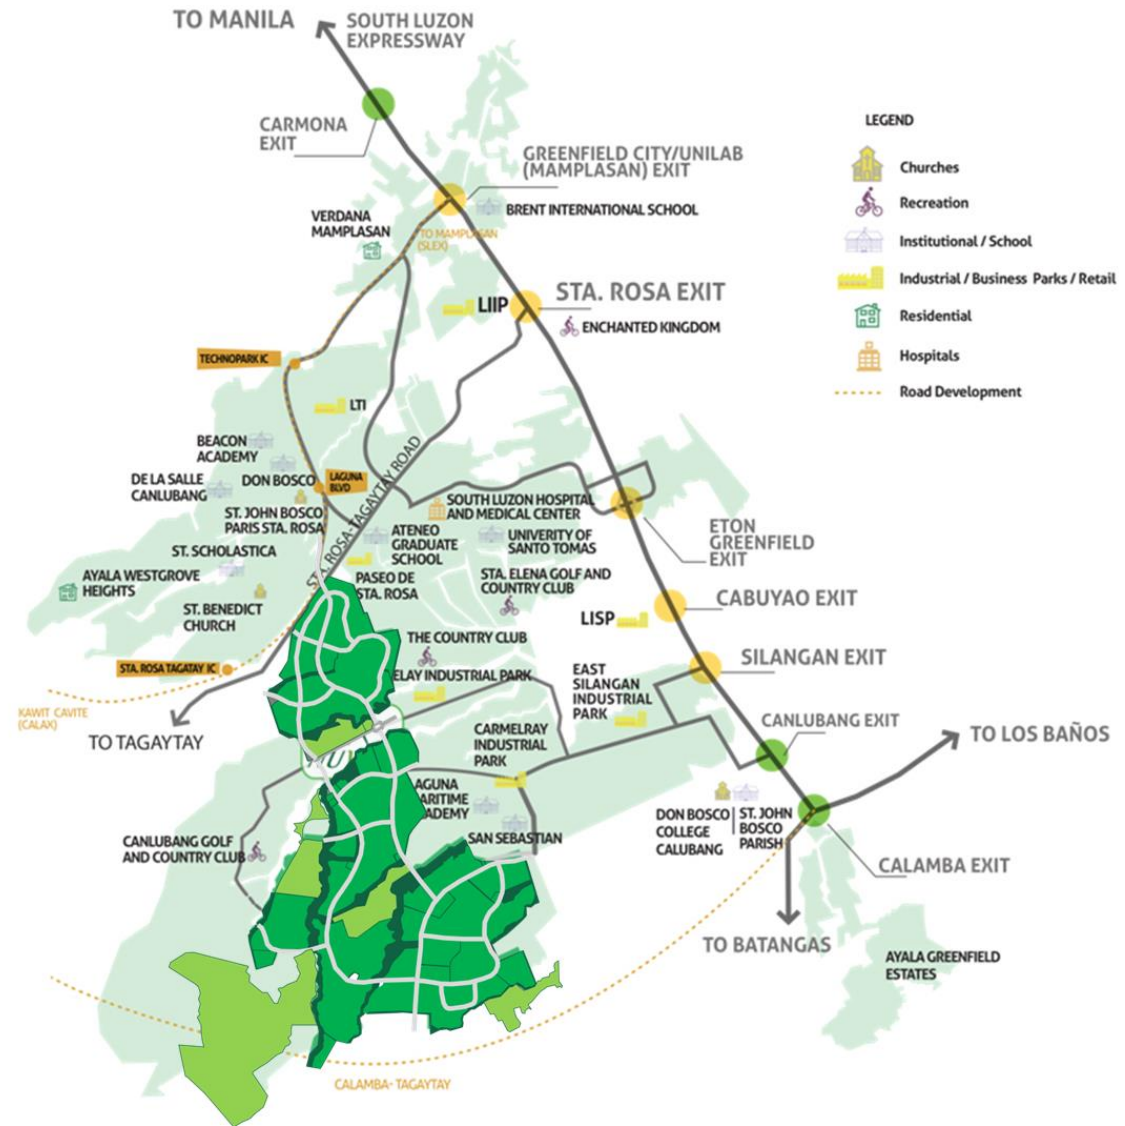 TO MANILA
SOUTH LUZON
EXPRESSWAY
CARMONA
EXIT
GREENFIELD CITY/UNILAB
(MAMPLASAN) EXIT
BRENT INTERNATIONAL SCHOOL
VERDANA
MAMPLASAN
TO MAMPLASAN
(SLEX)
LIIP
STA. ROSA EXIT
ENCHANTED KINGDOM
TECHNOPARK IC
LTI
BEACON
ACADEMY
DE LA SALLE
CANLUBANG
DON BOSCO
LAGUNA
BLVD
ST. JOHN BOSCO
PARIS STA. ROSA
ST. SCHOLASTICA
AYALA WESTGROVE
HEIGHTS
ST. BENEDICT
CHURCH
STA. ROSA-TAGAYTAY ROAD
SOUTH LUZON HOSPITAL
AND MEDICAL CENTER
ATENEO
GRADUATE
SCHOOL
UNIVERITY OF
SANTO TOMAS
PASEO DE
STA. ROSA
STA. ELENA GOLF AND
COUNTRY CLUB
ETON
GREENFIELD
EXIT
CABUYAO EXIT
LISP
THE COUNTRY CLUB
ELAY INDUSTRIAL PARK
SILANGAN EXIT
EAST
SILANGAN
INDUSTRIAL
PARK
STA. ROSA TAGATAY IC
KAWIT CAVITE
(CALAX)
TO TAGAYTAY
CARMELRAY
INDUSTRIAL
PARK
CANLUBANG EXIT
TO LOS BAÑOS
AGUNA
ARITIME
ADEMY
SAN SEBASTIAN
DON BOSCO
COLLEGE
CALUBANG
ST. JOHN
BOSCO
PARISH
CANLUBANG GOLF
AND COUNTRY CLUB
CALAMBA EXIT
TO BATANGAS
AYALA GREENFIELD
ESTATES
CALAMBA- TAGAYTAY
LEGEND
Churches
Recreation
Institutional / School
Industrial / Business Parks / Retail
Residential
Hospitals
Road Development